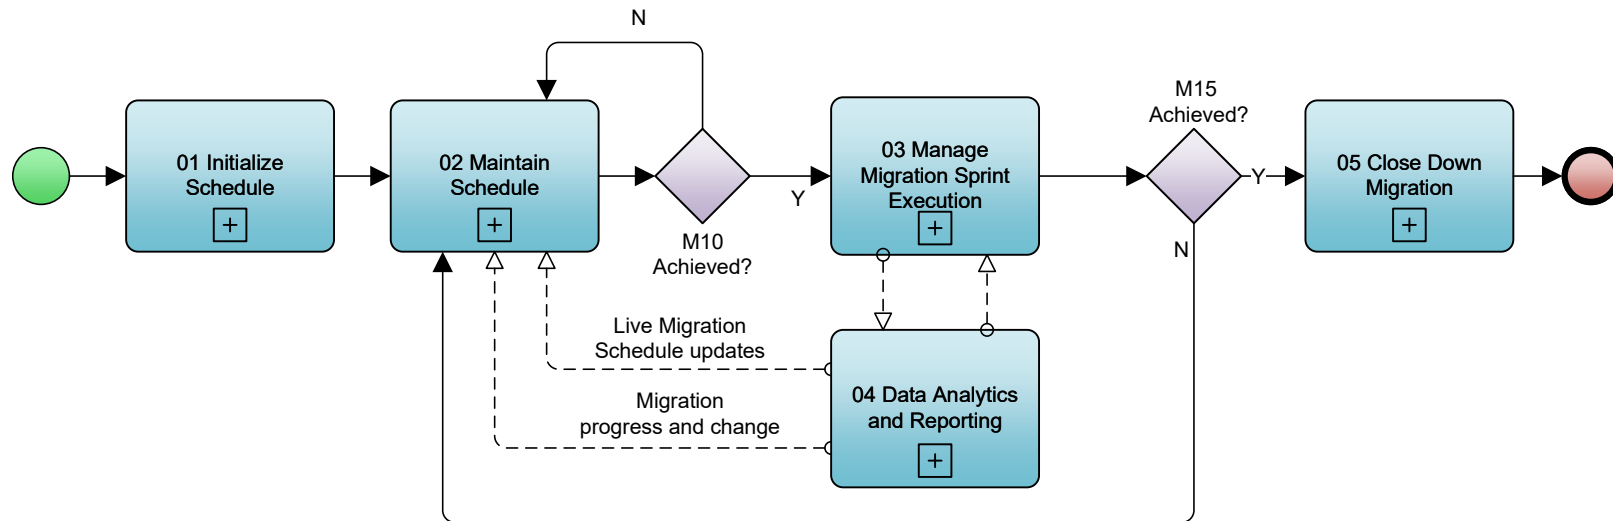 N
01 Initialize
Schedule
02 Maintain
Schedule
M10
Achieved?
Y
03 Manage
Migration Sprint
Execution
M15
Achieved?
Y
N
05 Close Down
Migration
Live Migration
Schedule updates
Migration
progress and change
04 Data Analytics
and Reporting